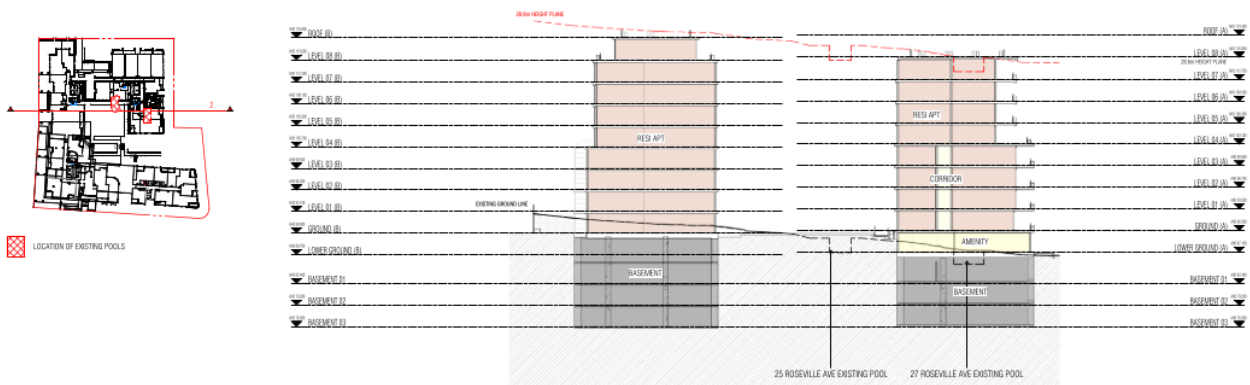 2
LOCATION OF EXISTING POOLS
28.6m HEIGHT PLANE
ROOF (B)
LEVEL 08 (B)
LEVEL 07 (B)
LEVEL 06 (B)
LEVEL 05 (B)
LEVEL 04 (B)
LEVEL 03 (B)
LEVEL 02 (B)
LEVEL 01 (B)
GROUND (B)
LOWER GROUND (B)
BASEMENT 01
BASEMENT 02
BASEMENT 03
EXISTING GROUND LINE
RESI APT
BASEMENT
RESI APT
CORRIDOR
AMENITY
BASEMENT
25 ROSEVILLE AVE EXISTING POOL
27 ROSEVILLE AVE EXISTING POOL
ROOF (A)
LEVEL 08 (A)
HEIGHT PLANE
LEVEL 07 (A)
LEVEL 06 (A)
LEVEL 05 (A)
LEVEL 04 (A)
LEVEL 03 (A)
LEVEL 02 (A)
LEVEL 01 (A)
GROUND (A)
LOWER GROUND (A)
BASEMENT 01
BASEMENT 02
BASEMENT 03